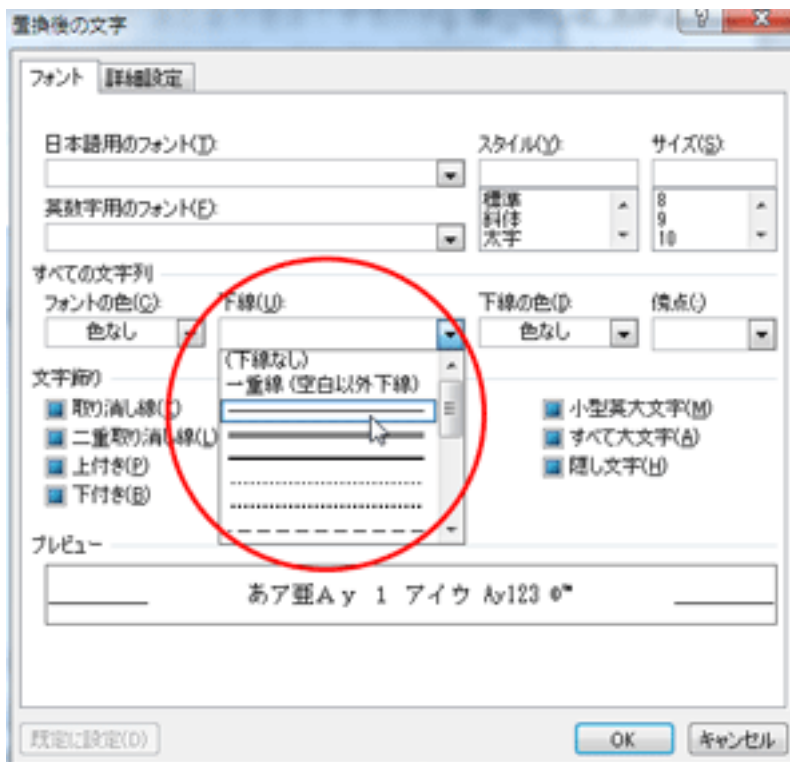 置換後の文字
フォント 詳細設定
日本語用のフォント(T): スタイル(Y): サイズ(S):
標準 8
斜体 9
太字 10
英数字用のフォント(F):
すべての文字列
フォントの色(C): 下線(U): 下線の色(I): 傍点(·)
色なし 色なし
(下線なし)
一重線 (空白以外下線)
文字飾り
取り消し線( ) 小型英大文字(M)
二重取り消し線(L) すべて大文字(A)
上付き(P) 隠し文字(H)
下付き(B)
プレビュー
あア亜Ay 1 アイウ Ay123 ©™
既定に設定(D) OK キャンセル